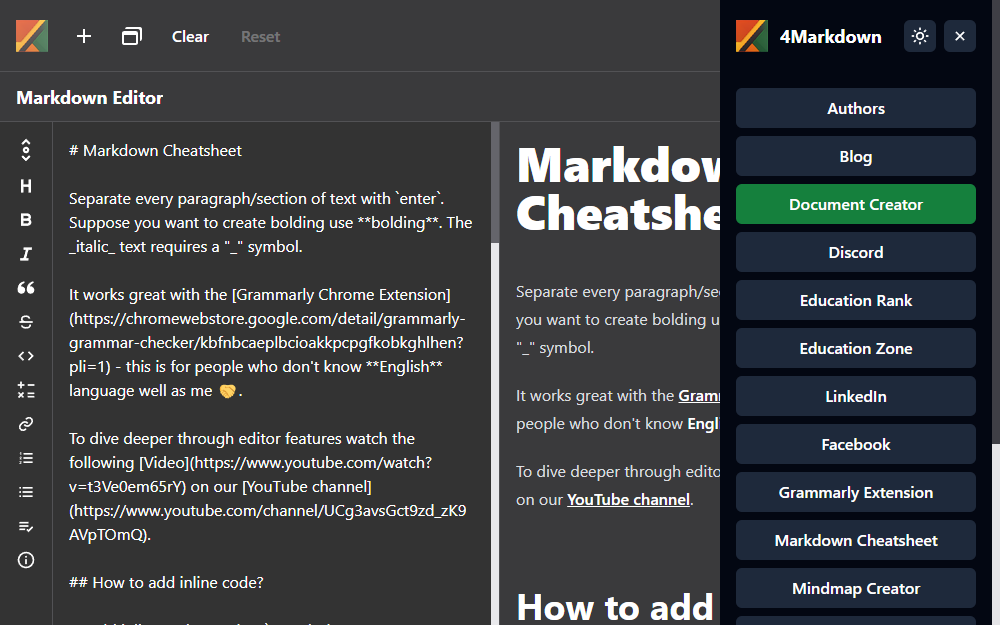 Clear
Reset
Markdown Editor
# Markdown Cheatsheet
Separate every paragraph/section of text with `enter`.
Suppose you want to create bolding use **bolding**. The
_italic_ text requires a "_" symbol.
It works great with the [Grammarly Chrome Extension]
(https://chromewebstore.google.com/detail/grammarly-
grammar-checker/kbfnbcaeplbcioakkpcpgfkobkghlhen?
pli=1) - this is for people who don't know **English**
language well as me 🤝.
To dive deeper through editor features watch the
following [Video](https://www.youtube.com/watch?
v=t3Ve0em65rY) on our [YouTube channel]
(https://www.youtube.com/channel/UCg3avsGct9zd_zK9
AVpTOmQ).
## How to add inline code?
Markdow
Cheatshe
Separate every paragraph/se
you want to create bolding u
"_" symbol.
It works great with the Gram
people who don't know Engl
To dive deeper through edito
on our YouTube channel.
How to add
4Markdown
Authors
Blog
Document Creator
Discord
Education Rank
Education Zone
LinkedIn
Facebook
Grammarly Extension
Markdown Cheatsheet
Mindmap Creator